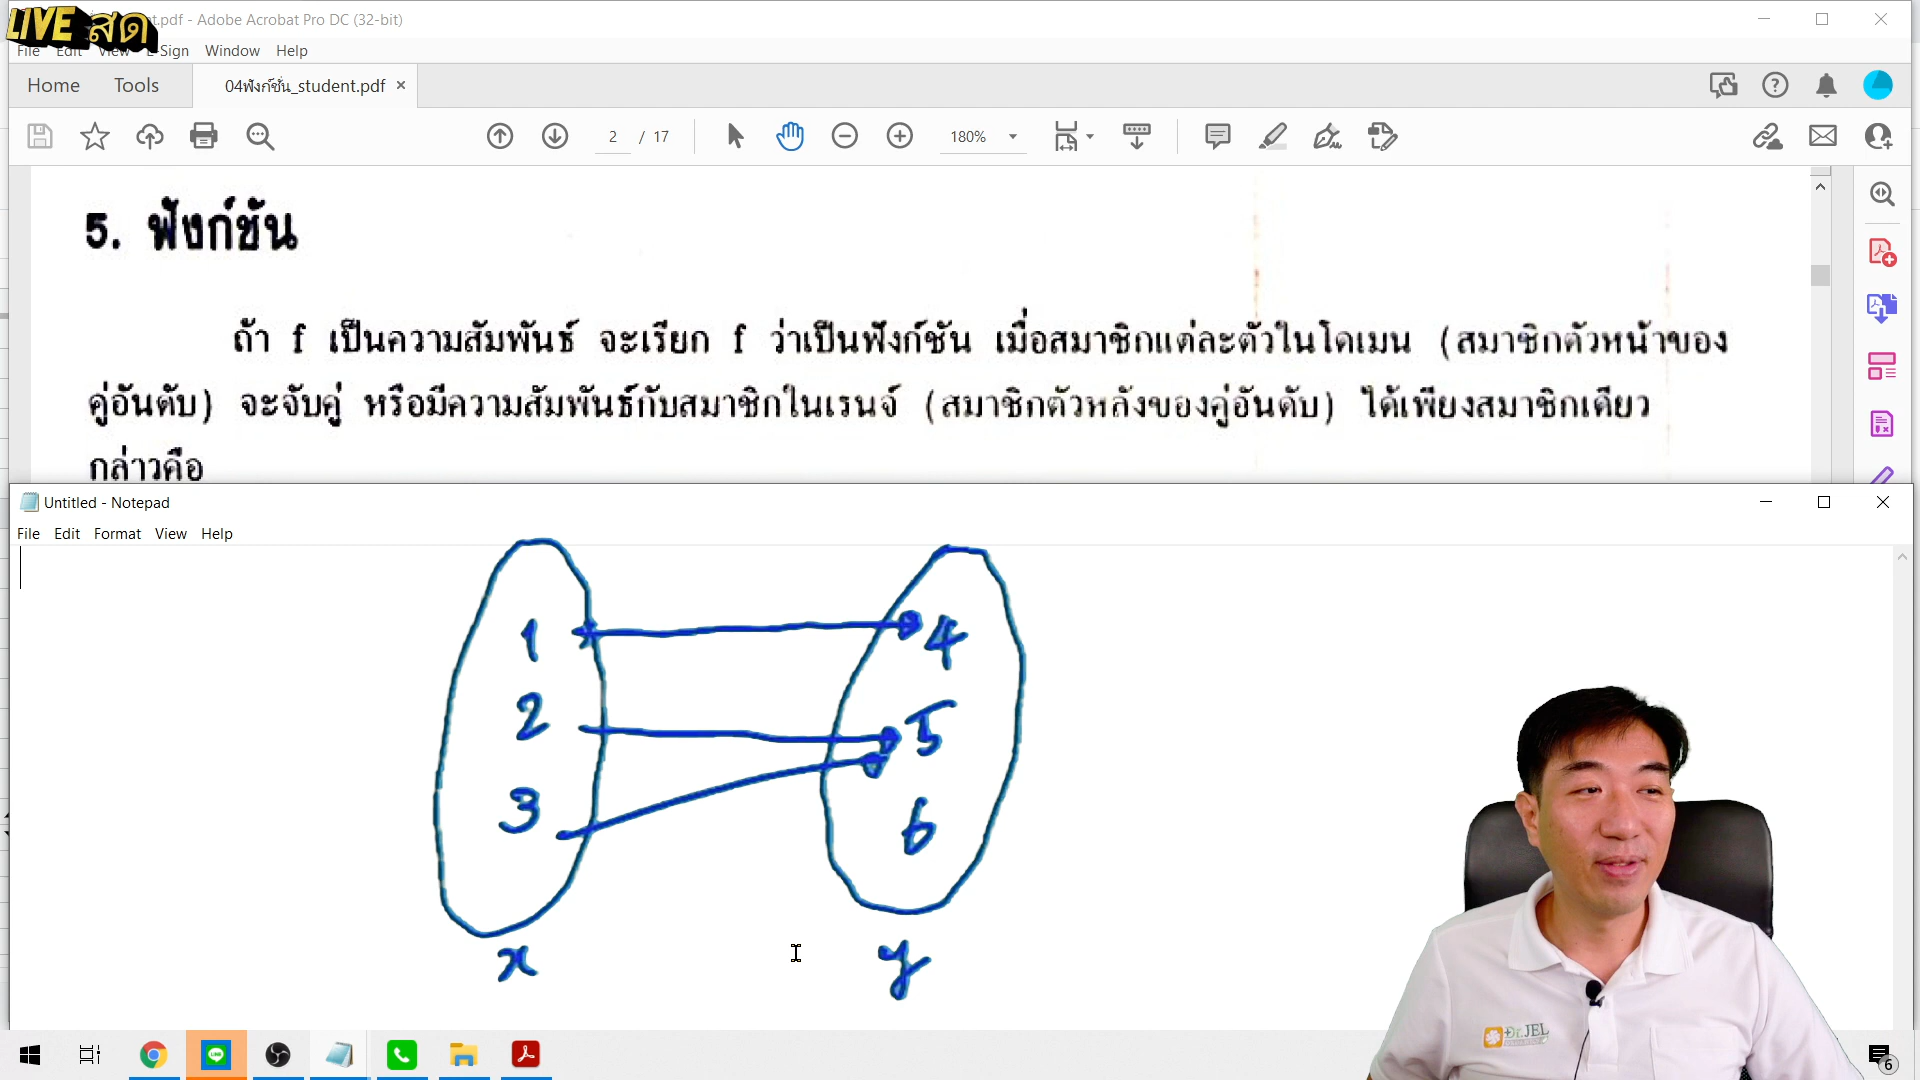 LIVE สด
t.pdf - Adobe Acrobat Pro DC (32-bit)
File Edit View E-Sign Window Help
Home Tools 04ฟังก์ชั่น_student.pdf ×
2 / 17 180%
5. ฟังก์ชัน
ถ้า f เป็นความสัมพันธ์ จะเรียก f ว่าเป็นฟังก์ชัน เมื่อสมาชิกแต่ละตัวในโดเมน (สมาชิกตัวหน้าของ
คู่อันดับ) จะจับคู่ หรือมีความสัมพันธ์กับสมาชิกในเรนจ์ (สมาชิกตัวหลังของคู่อันดับ) ได้เพียงสมาชิกเดียว
กล่าวคือ
Untitled - Notepad
File Edit Format View Help
1 4
2 5
3 6
x y
Dr.JEL
6